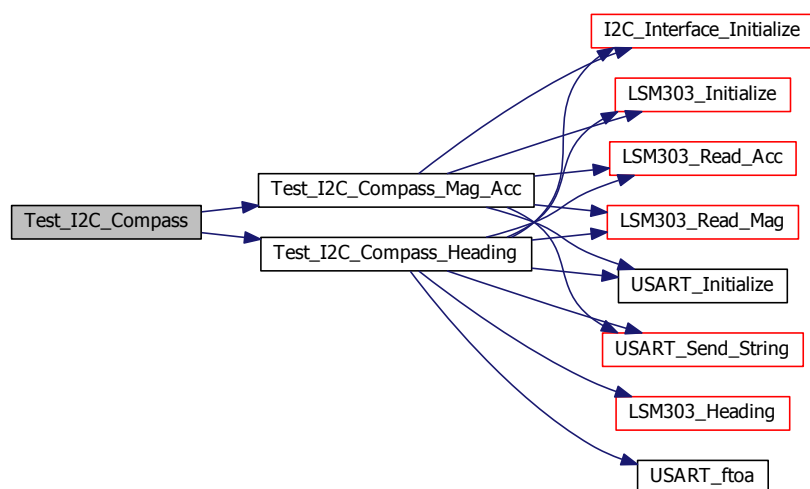 I2C_Interface_Initialize
LSM303_Initialize
LSM303_Read_Acc
Test_I2C_Compass_Mag_Acc
LSM303_Read_Mag
Test_I2C_Compass
Test_I2C_Compass_Heading
USART_Initialize
USART_Send_String
LSM303_Heading
USART_ftoa